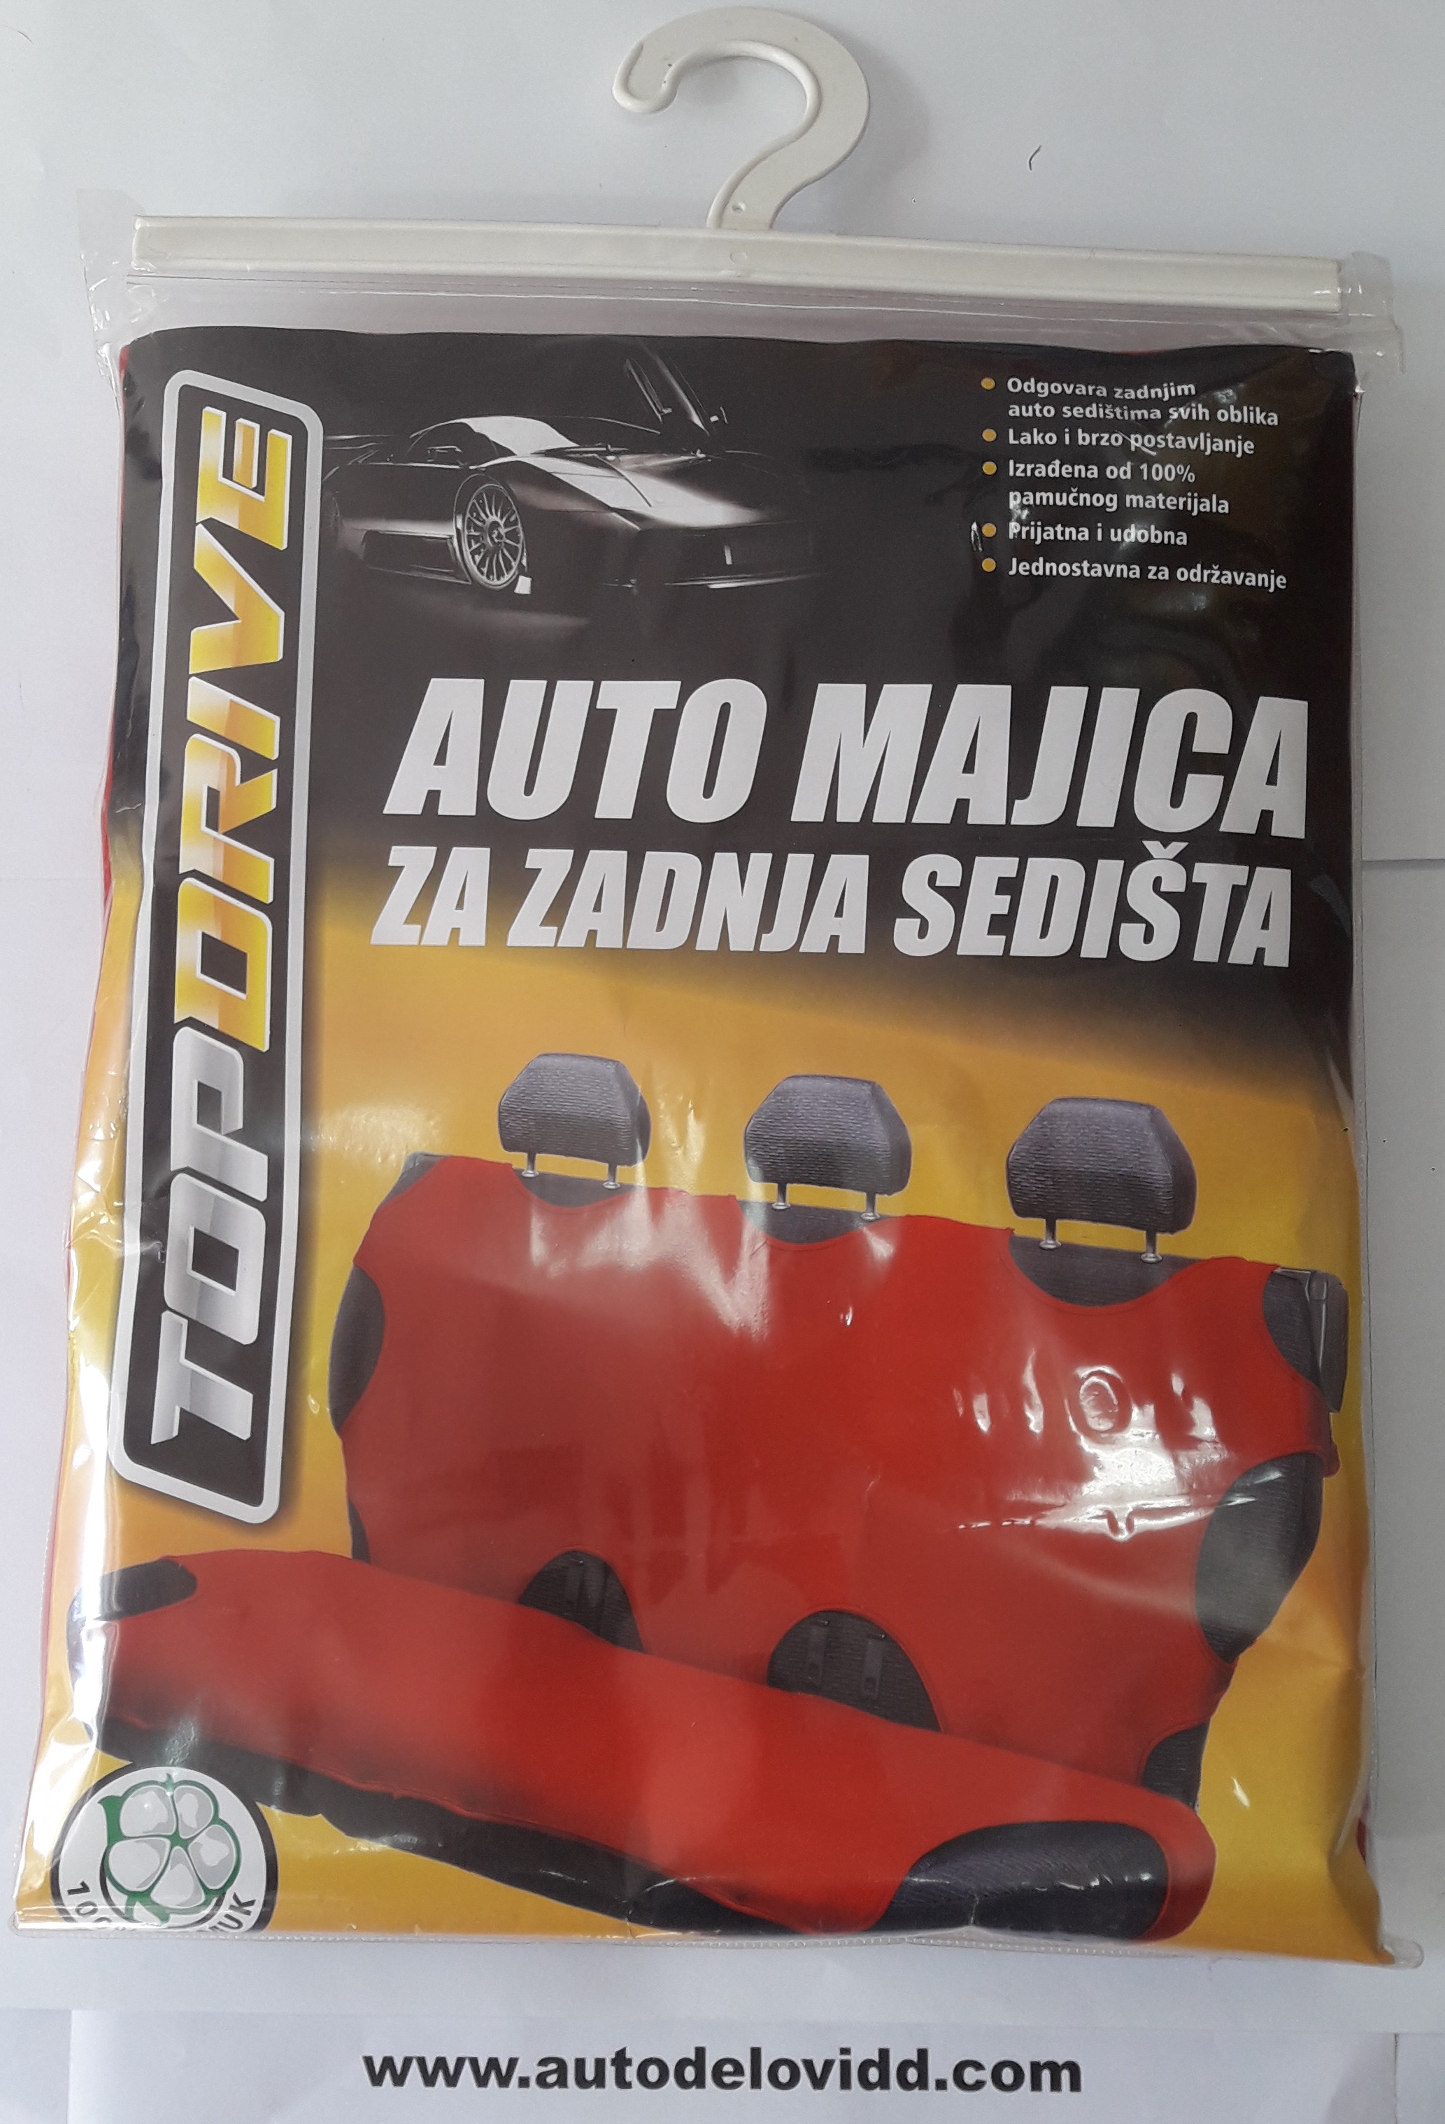 TOPDRIVE
Odgovara zadnjim
auto sedištima svih oblika
Lako i brzo postavljanje
Izrađena od 100%
pamučnog materijala
Prijatna i udobna
Jednostavna za održavanje
AUTO MAJICA
ZA ZADNJA SEDIŠTA
www.autodelovidd.com